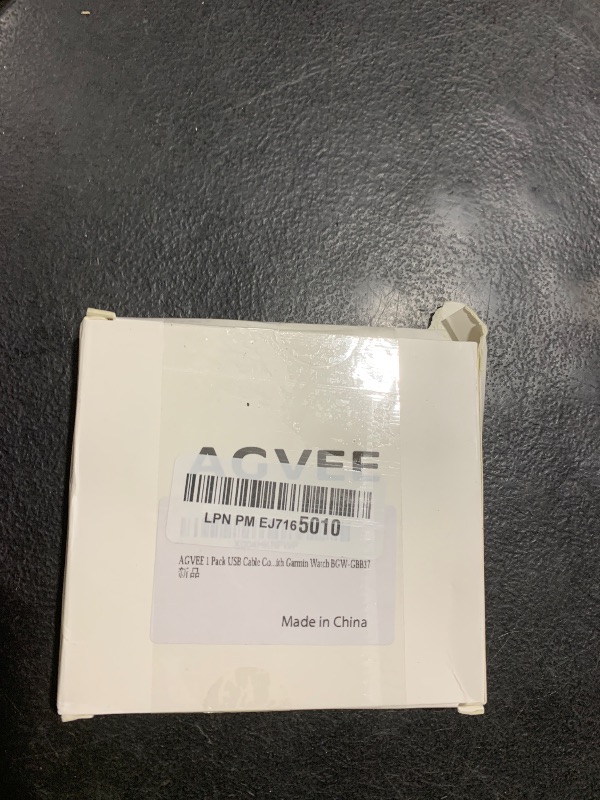 AGVEE
LPN PM EJ7165010
AGVEE 1 Pack USB Cable Co...ith Garmin Watch BGW-GBB37
新品
Made in China